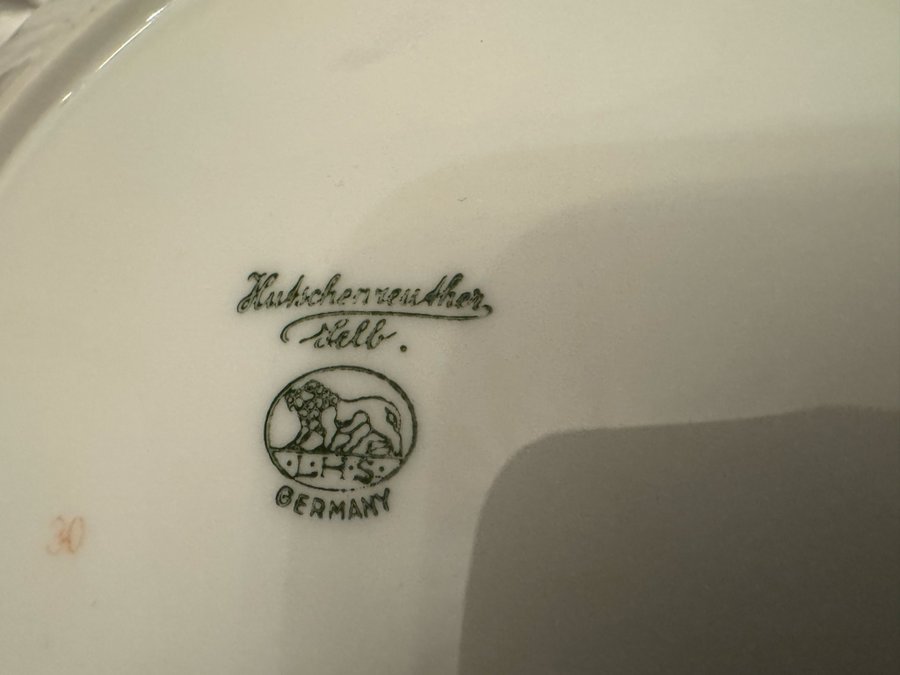 Hutschenreuther
Selb.
·L·H·S·
GERMANY
30